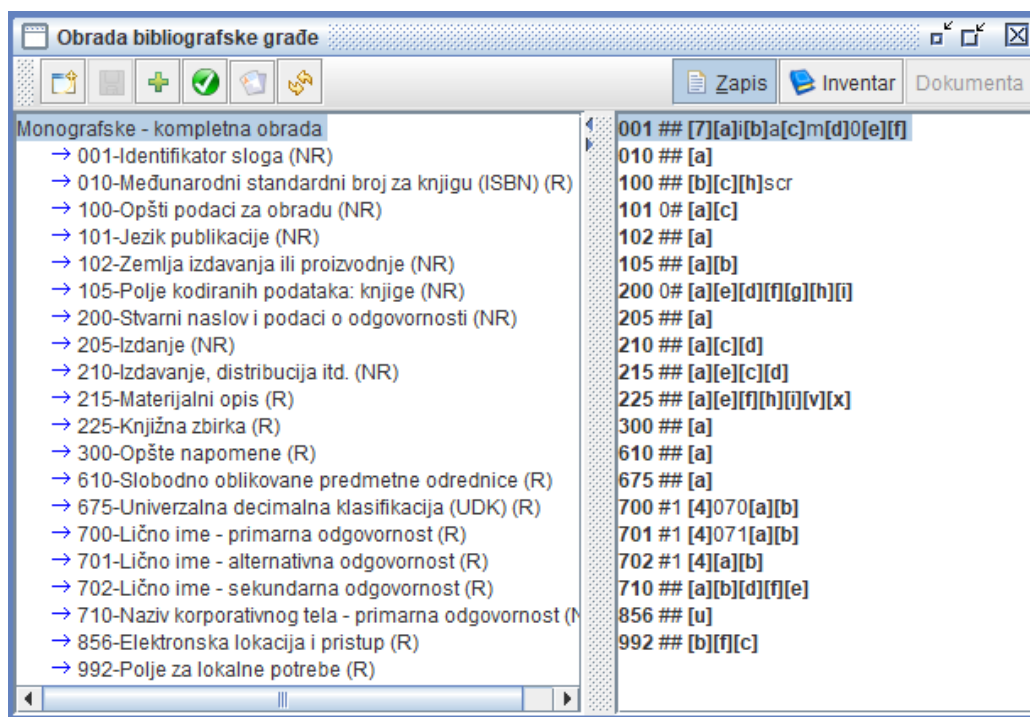 Obrada bibliografske građe
Zapis Inventar Dokumenta
Monografske - kompletna obrada
001-Identifikator sloga (NR)
010-Međunarodni standardni broj za knjigu (ISBN) (R)
100-Opšti podaci za obradu (NR)
101-Jezik publikacije (NR)
102-Zemlja izdavanja ili proizvodnje (NR)
105-Polje kodiranih podataka: knjige (NR)
200-Stvarni naslov i podaci o odgovornosti (NR)
205-Izdanje (NR)
210-Izdavanje, distribucija itd. (NR)
215-Materijalni opis (R)
225-Knjižna zbirka (R)
300-Opšte napomene (R)
610-Slobodno oblikovane predmetne odrednice (R)
675-Univerzalna decimalna klasifikacija (UDK) (R)
700-Lično ime - primarna odgovornost (R)
701-Lično ime - alternativna odgovornost (R)
702-Lično ime - sekundarna odgovornost (R)
710-Naziv korporativnog tela - primarna odgovornost (N
856-Elektronska lokacija i pristup (R)
992-Polje za lokalne potrebe (R)
001 ## [7][a]i[b]a[c]m[d]0[e][f]
010 ## [a]
100 ## [b][c][h]scr
101 0# [a][c]
102 ## [a]
105 ## [a][b]
200 0# [a][e][d][f][g][h][i]
205 ## [a]
210 ## [a][c][d]
215 ## [a][e][c][d]
225 ## [a][e][f][h][i][v][x]
300 ## [a]
610 ## [a]
675 ## [a]
700 #1 [4]070[a][b]
701 #1 [4]071[a][b]
702 #1 [4][a][b]
710 ## [a][b][d][f][e]
856 ## [u]
992 ## [b][f][c]